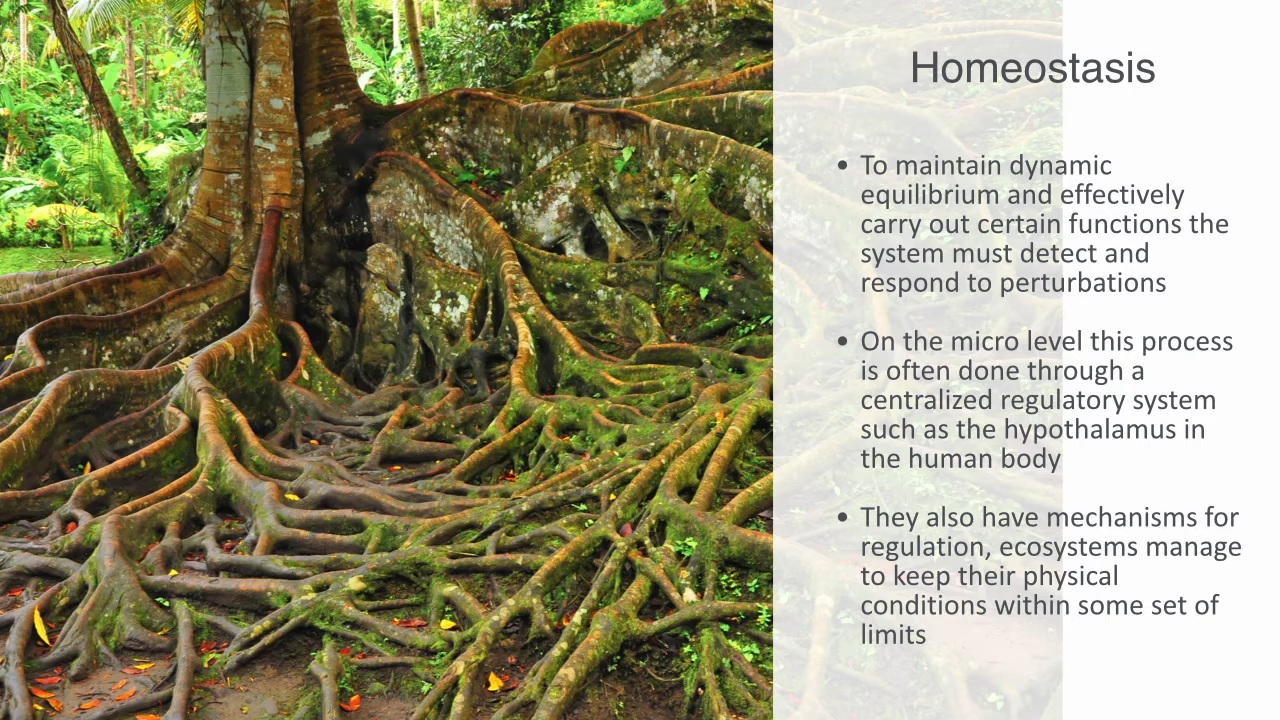 Homeostasis
• To maintain dynamic
equilibrium and effectively
carry out certain functions the
system must detect and
respond to perturbations
• On the micro level this process
is often done through a
centralized regulatory system
such as the hypothalamus in
the human body
• They also have mechanisms for
regulation, ecosystems manage
to keep their physical
conditions within some set of
limits